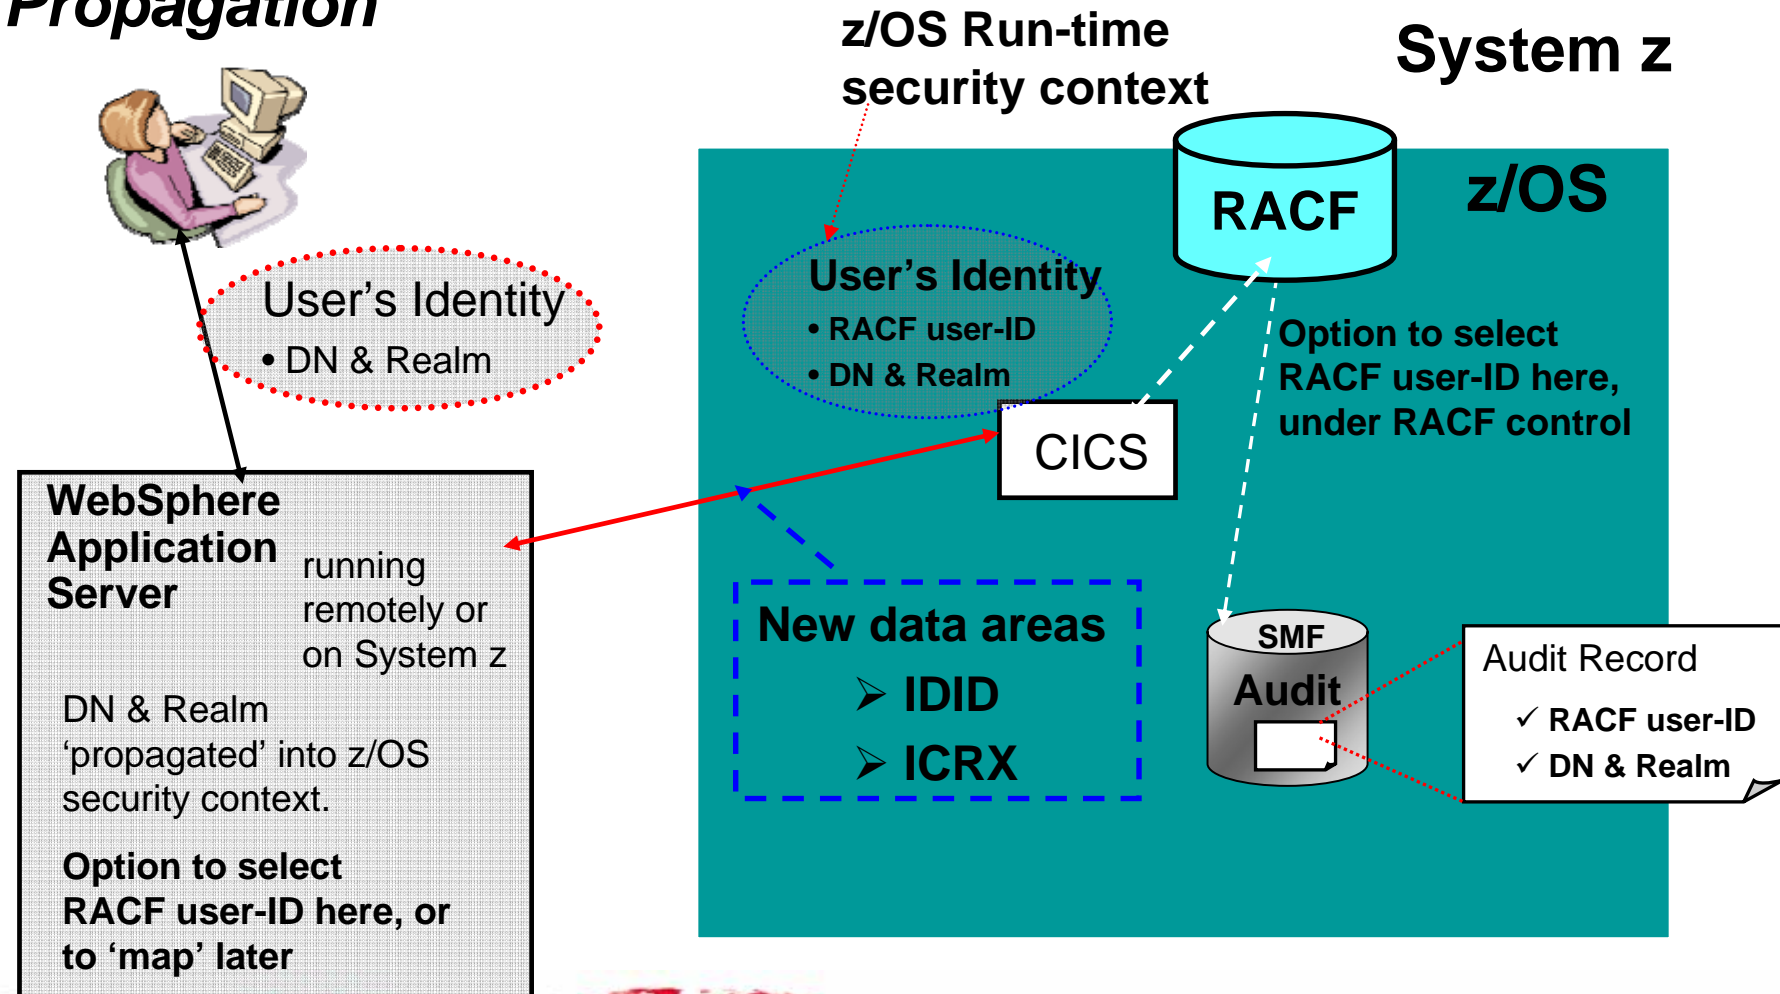 Propagation
z/OS Run-time
security context
System z
z/OS
RACF
User's Identity
• DN & Realm
User's Identity
• RACF user-ID
• DN & Realm
Option to select
RACF user-ID here,
under RACF control
CICS
WebSphere
Application
Server
running
remotely or
on System z
DN & Realm
‘propagated’ into z/OS
security context.
Option to select
RACF user-ID here, or
to ‘map’ later
New data areas
➢ IDID
➢ ICRX
SMF
Audit
Audit Record
✓ RACF user-ID
✓ DN & Realm